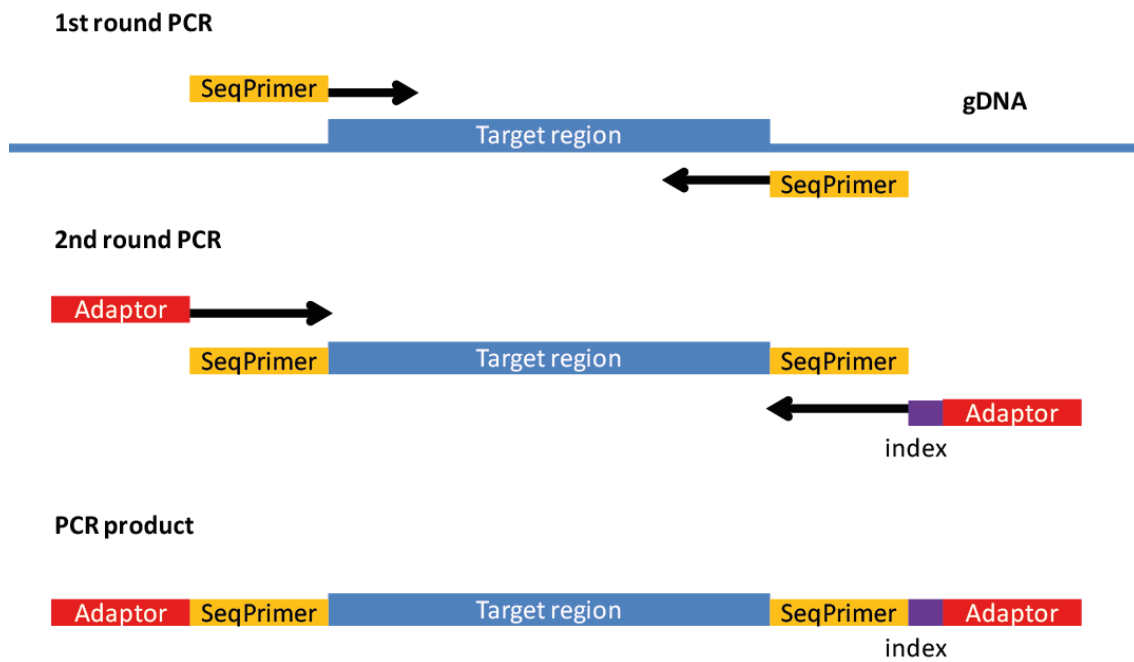 1st round PCR
SeqPrimer
gDNA
Target region
SeqPrimer
2nd round PCR
Adaptor
SeqPrimer Target region SeqPrimer
Adaptor
index
PCR product
Adaptor SeqPrimer Target region SeqPrimer Adaptor
index